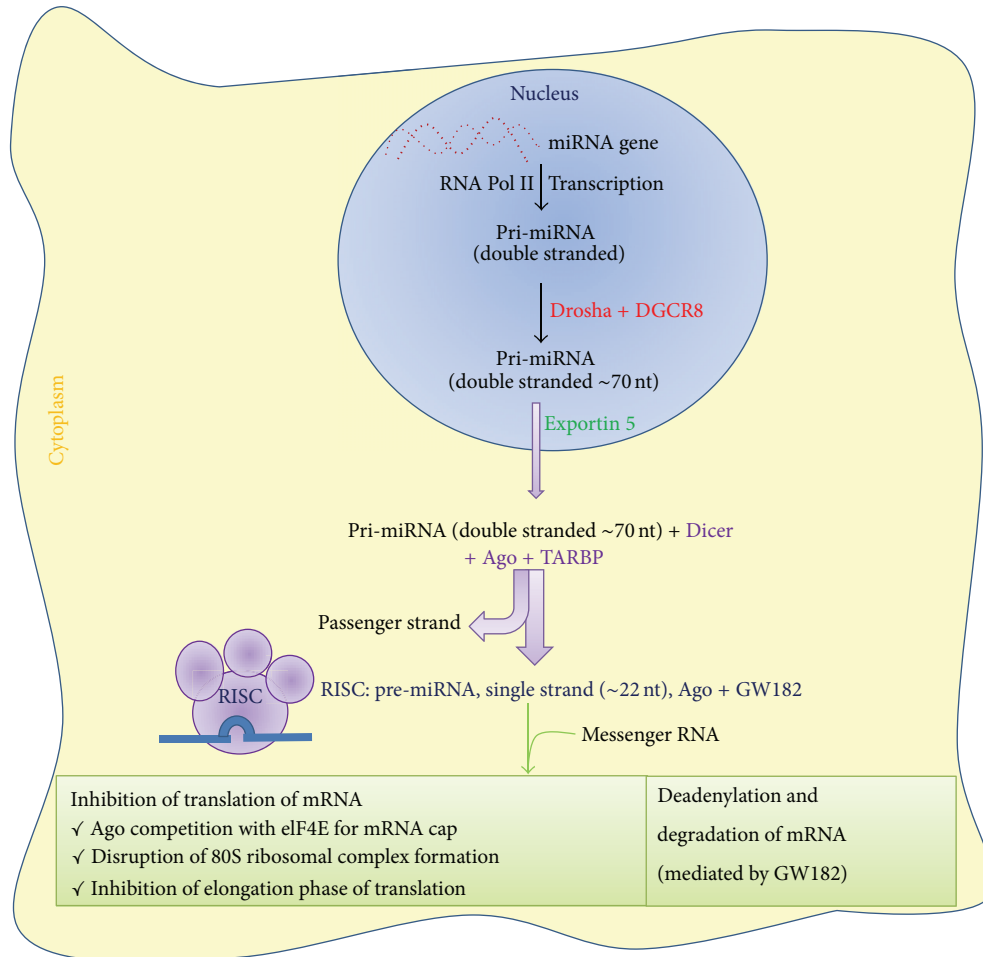 Nucleus
miRNA gene
RNA Pol II Transcription
Pri-miRNA
(double stranded)
Drosha + DGCR8
Pri-miRNA
(double stranded ~70 nt)
Exportin 5
Cytoplasm
Pri-miRNA (double stranded ~70 nt) + Dicer
+ Ago + TARBP
Passenger strand
RISC
RISC: pre-miRNA, single strand (~22 nt), Ago + GW182
Messenger RNA
Inhibition of translation of mRNA
✓ Ago competition with elF4E for mRNA cap
✓ Disruption of 80S ribosomal complex formation
✓ Inhibition of elongation phase of translation
Deadenylation and
degradation of mRNA
(mediated by GW182)